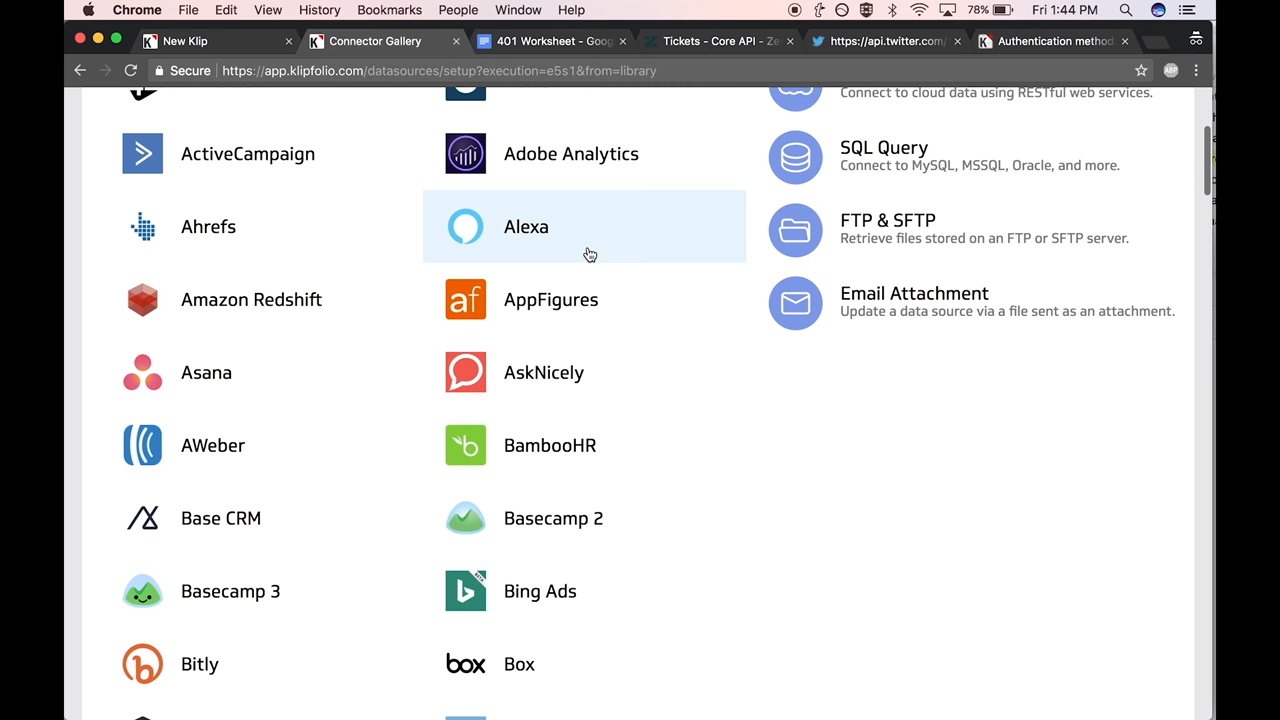 Chrome File Edit View History Bookmarks People Window Help 78% Fri 1:44 PM
New Klip Connector Gallery 401 Worksheet - Goog Tickets - Core API - Ze https://api.twitter.com/ Authentication method
Secure https://app.klipfolio.com/datasources/setup?execution=e5s1&from=library ABP
Connect to cloud data using RESTful web services.
ActiveCampaign
Adobe Analytics
SQL Query
Connect to MySQL, MSSQL, Oracle, and more.
Ahrefs
Alexa
FTP & SFTP
Retrieve files stored on an FTP or SFTP server.
Amazon Redshift
af AppFigures
Email Attachment
Update a data source via a file sent as an attachment.
Asana
AskNicely
AWeber
b BambooHR
Base CRM
Basecamp 2
Basecamp 3
Bing Ads
b Bitly
box Box